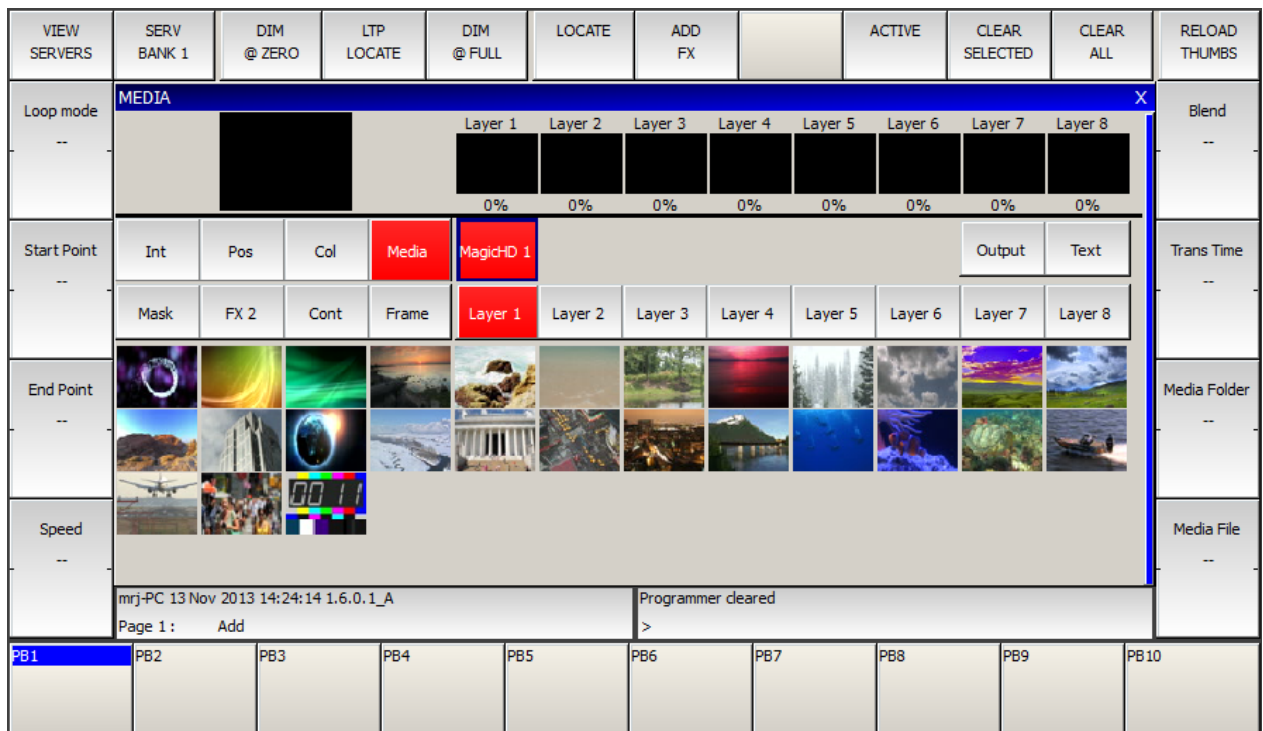 VIEW SERVERS
SERV BANK 1
DIM @ ZERO
LTP LOCATE
DIM @ FULL
LOCATE
ADD FX
ACTIVE
CLEAR SELECTED
CLEAR ALL
RELOAD THUMBS
Loop mode
--
Start Point
--
End Point
--
Speed
--
MEDIA X
Layer 1 Layer 2 Layer 3 Layer 4 Layer 5 Layer 6 Layer 7 Layer 8
0% 0% 0% 0% 0% 0% 0% 0%
Int Pos Col Media MagicHD 1 Output Text
Mask FX 2 Cont Frame Layer 1 Layer 2 Layer 3 Layer 4 Layer 5 Layer 6 Layer 7 Layer 8
00 11
Blend
--
Trans Time
--
Media Folder
--
Media File
--
mrj-PC 13 Nov 2013 14:24:14 1.6.0.1_A
Page 1: Add
Programmer cleared
>
PB1 PB2 PB3 PB4 PB5 PB6 PB7 PB8 PB9 PB10